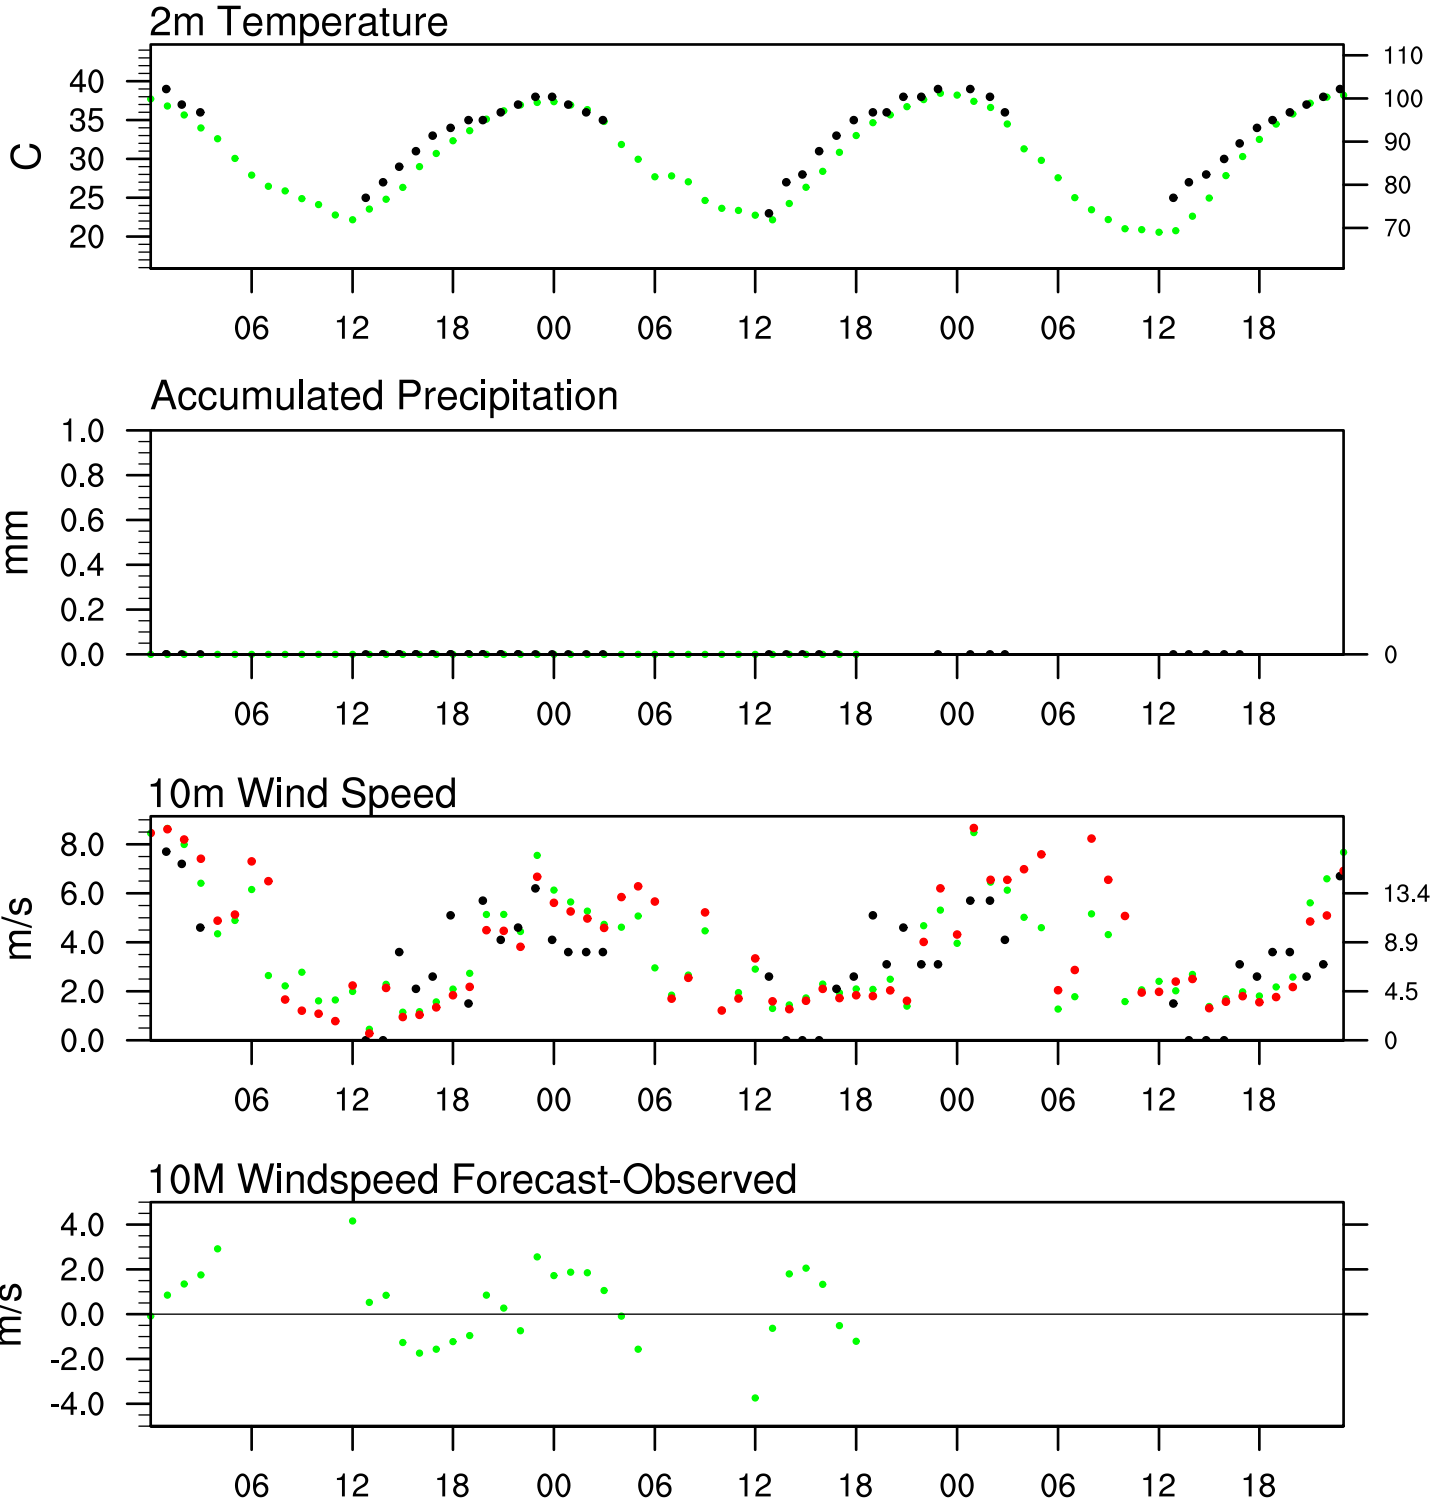 2m Temperature
40
35
30
25
20
C
110
100
90
80
70
06 12 18 00 06 12 18 00 06 12 18
Accumulated Precipitation
1.0
0.8
0.6
0.4
0.2
0.0
mm
0
06 12 18 00 06 12 18 00 06 12 18
10m Wind Speed
8.0
6.0
4.0
2.0
0.0
m/s
13.4
8.9
4.5
0
06 12 18 00 06 12 18 00 06 12 18
10M Windspeed Forecast-Observed
4.0
2.0
0.0
-2.0
-4.0
m/s
06 12 18 00 06 12 18 00 06 12 18